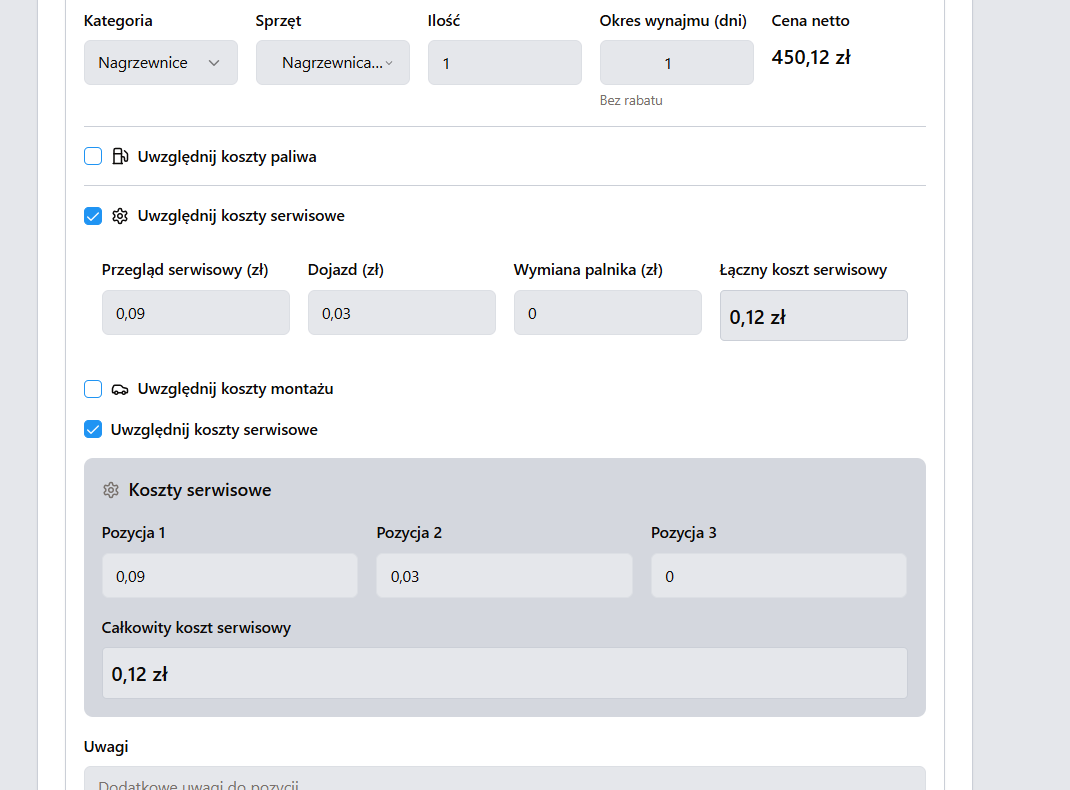 Kategoria Sprzęt Ilość Okres wynajmu (dni) Cena netto
Nagrzewnice Nagrzewnica... 1 1 450,12 zł
Bez rabatu
Uwzględnij koszty paliwa
Uwzględnij koszty serwisowe
Przegląd serwisowy (zł) Dojazd (zł) Wymiana palnika (zł) Łączny koszt serwisowy
0,09 0,03 0 0,12 zł
Uwzględnij koszty montażu
Uwzględnij koszty serwisowe
Koszty serwisowe
Pozycja 1 Pozycja 2 Pozycja 3
0,09 0,03 0
Całkowity koszt serwisowy
0,12 zł
Uwagi
Dodatkowe uwagi do pozycji